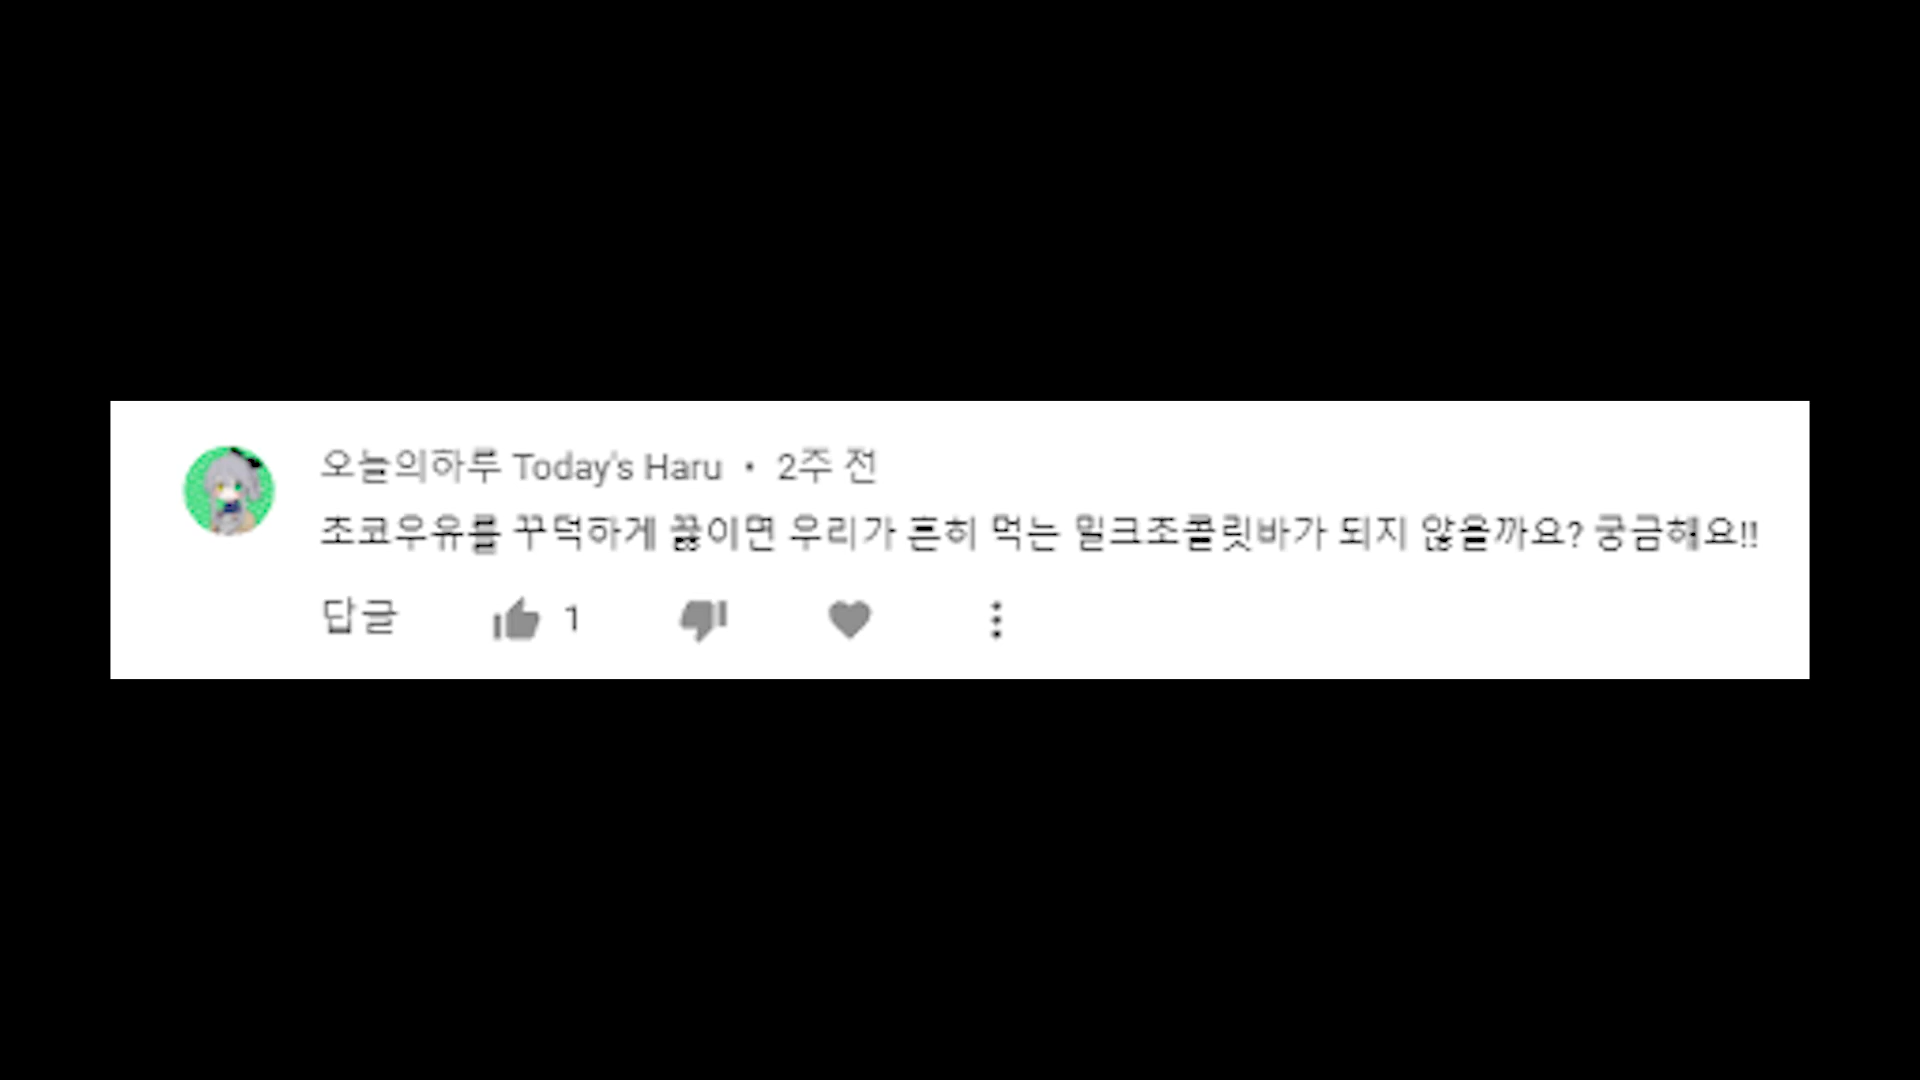 오늘의하루 Today's Haru · 2주 전
초코우유를 꾸덕하게 끓이면 우리가 흔히 먹는 밀크초콜릿바가 되지 않을까요? 궁금해요!!
답글 1